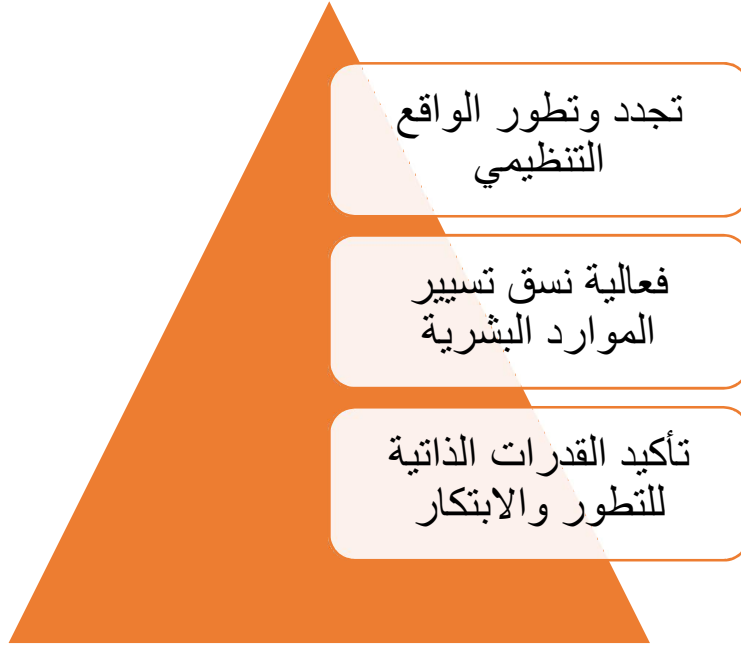 تجدد وتطور الواقع
التنظيمي
فعالية نسق تسيير
الموارد البشرية
تأكيد القدرات الذاتية
للتطور والابتكار